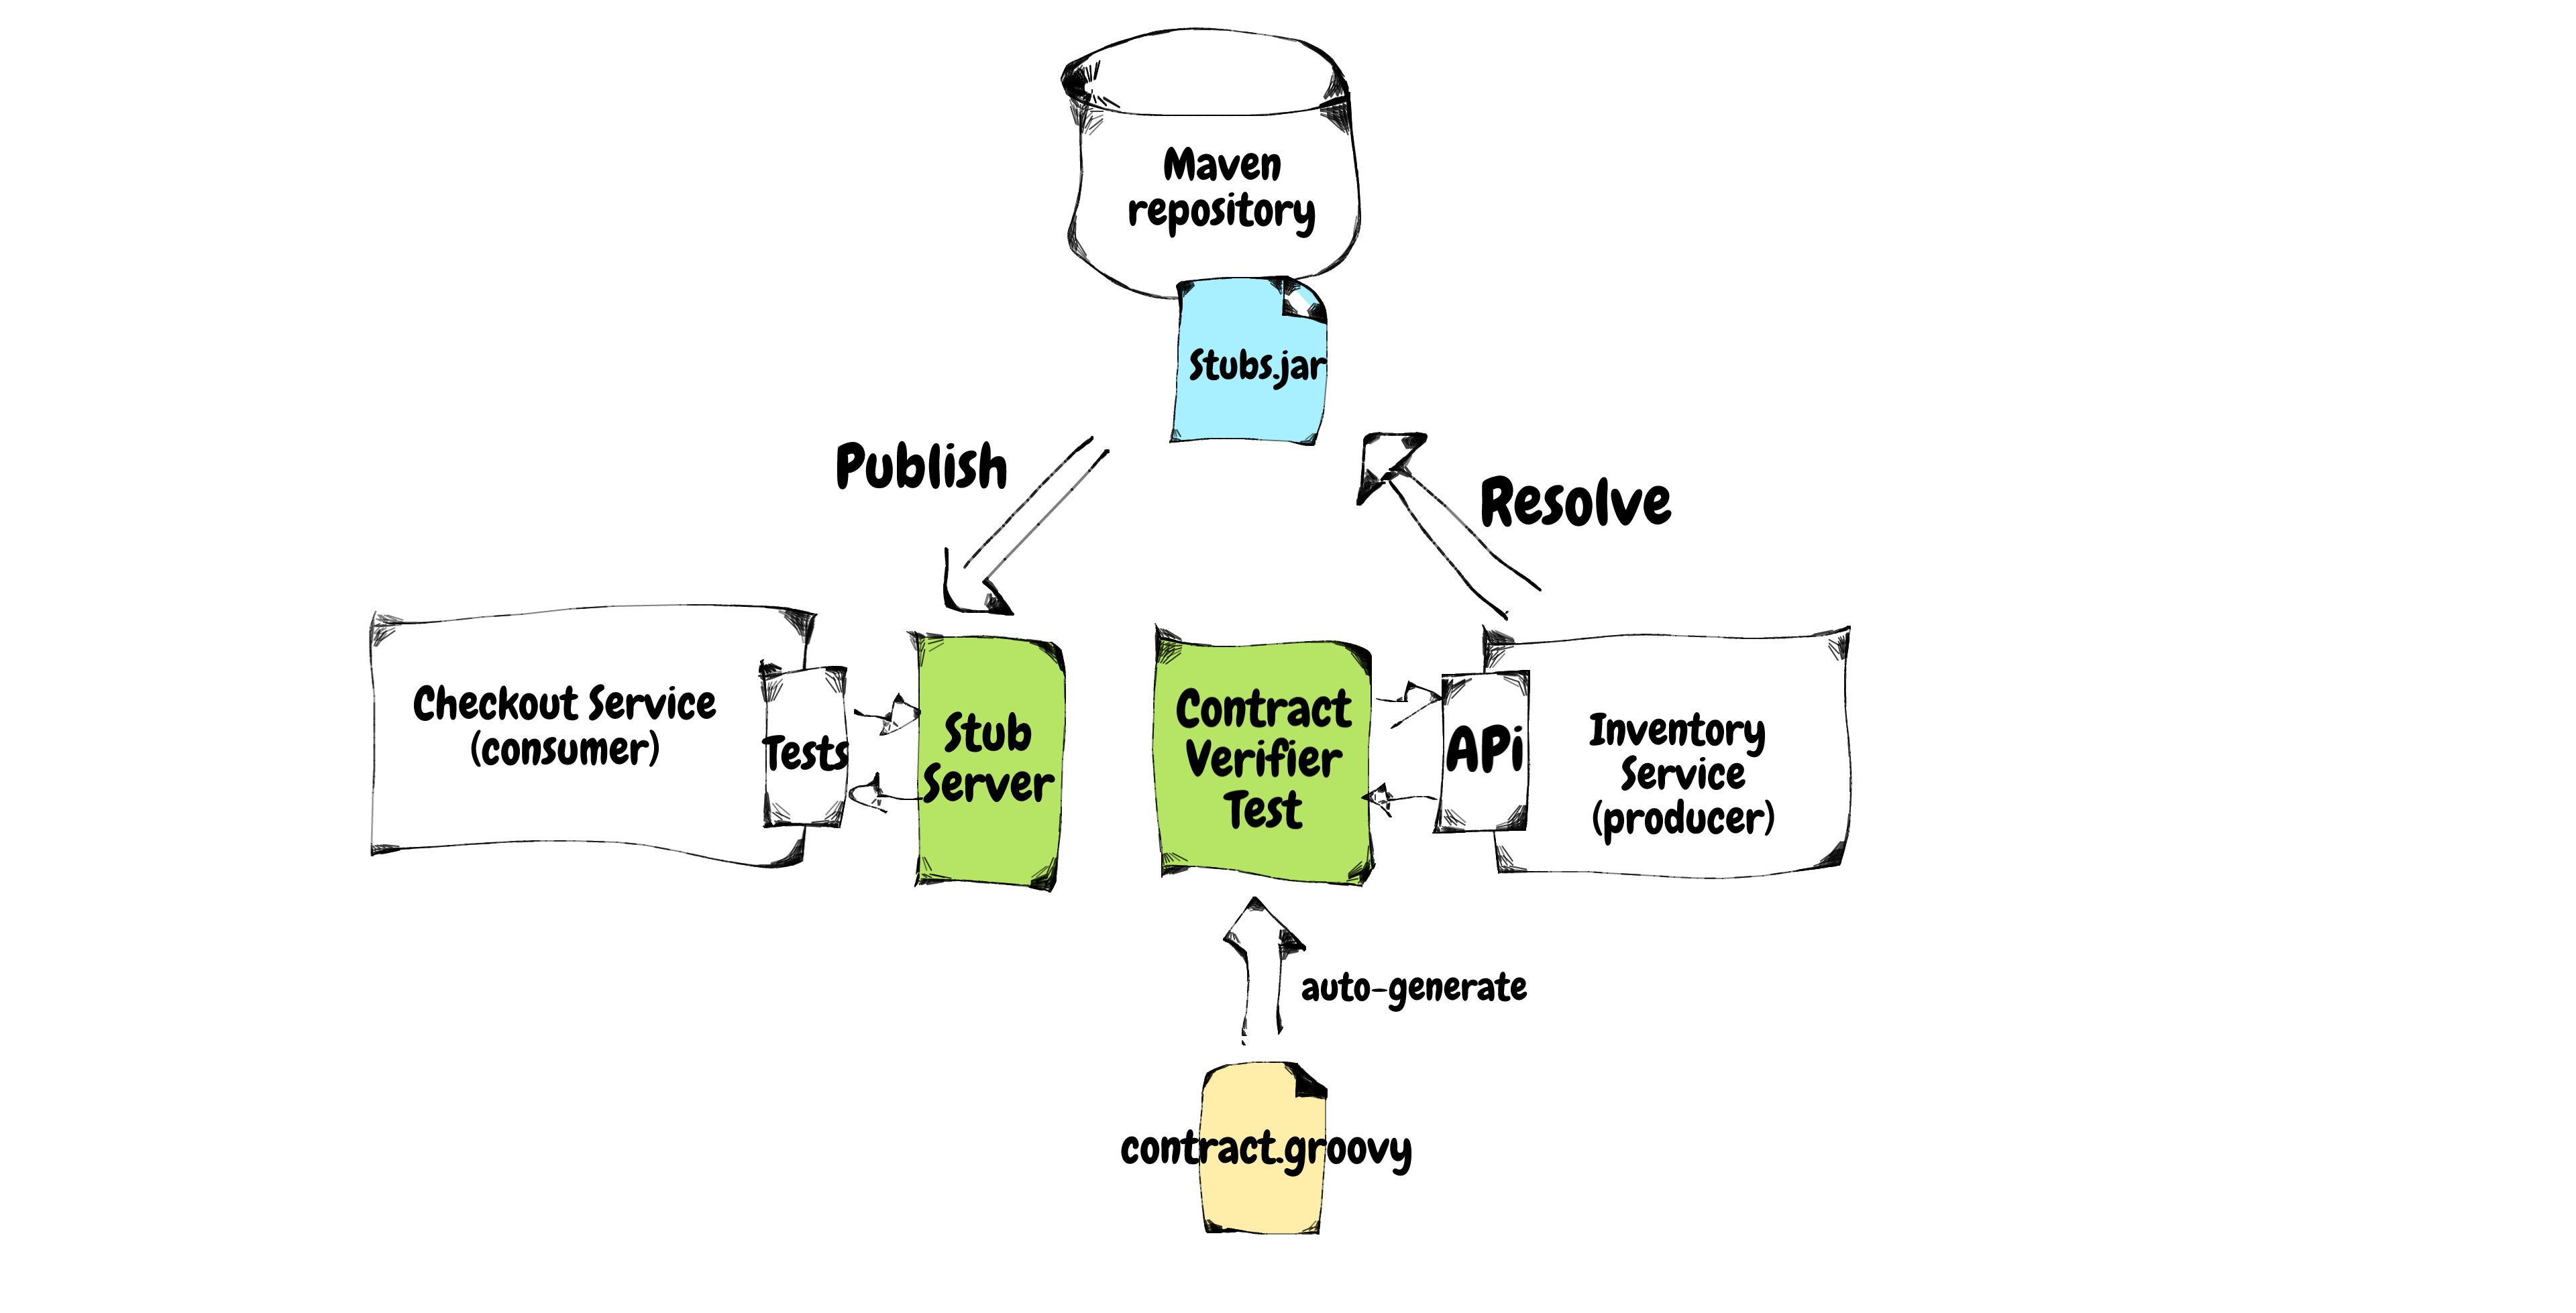 Maven
repository
Stubs.jar
Publish
Resolve
Checkout Service
(consumer)
Tests
Stub
Server
Contract
Verifier
Test
APi
Inventory
Service
(producer)
auto-generate
contract.groovy